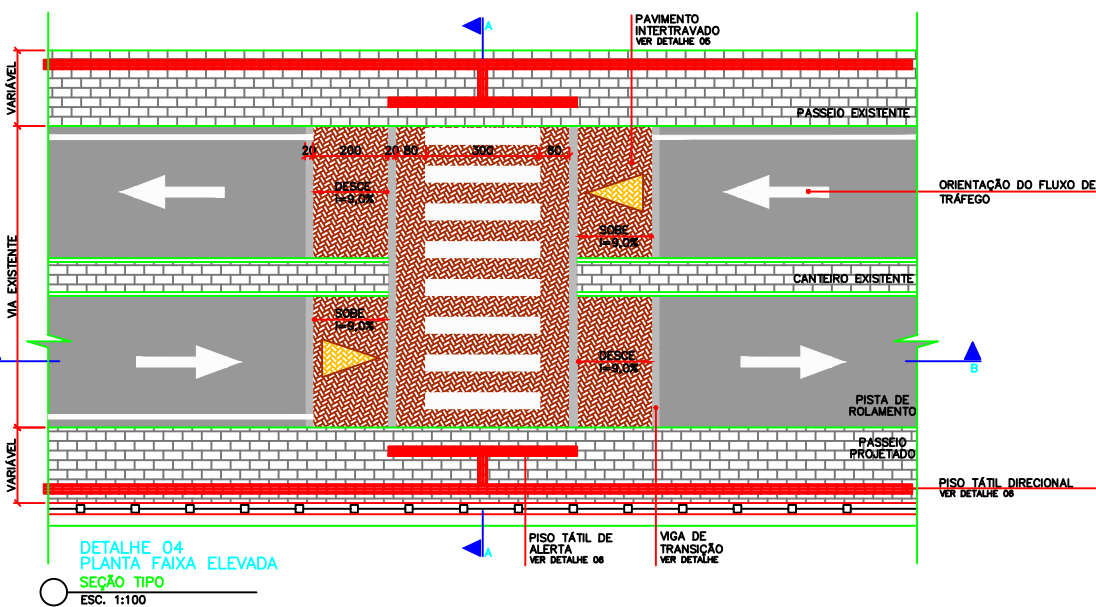 A
PAVIMENTO
INTERTRAVADO
VER DETALHE 05
VARIÁVEL
PASSEIO EXISTENTE
20
200
20
80
300
80
DESCE
i=9,0%
SOBE
i=9,0%
ORIENTAÇÃO DO FLUXO DE
TRÁFEGO
VIA EXISTENTE
CANTEIRO EXISTENTE
SOBE
i=9,0%
DESCE
i=9,0%
B
PISTA DE
ROLAMENTO
VARIÁVEL
PASSEIO
PROJETADO
PISO TÁTIL DIRECIONAL
VER DETALHE 06
A
PISO TÁTIL DE
ALERTA
VER DETALHE 06
VIGA DE
TRANSIÇÃO
VER DETALHE
DETALHE 04
PLANTA FAIXA ELEVADA
SEÇÃO TIPO
ESC. 1:100